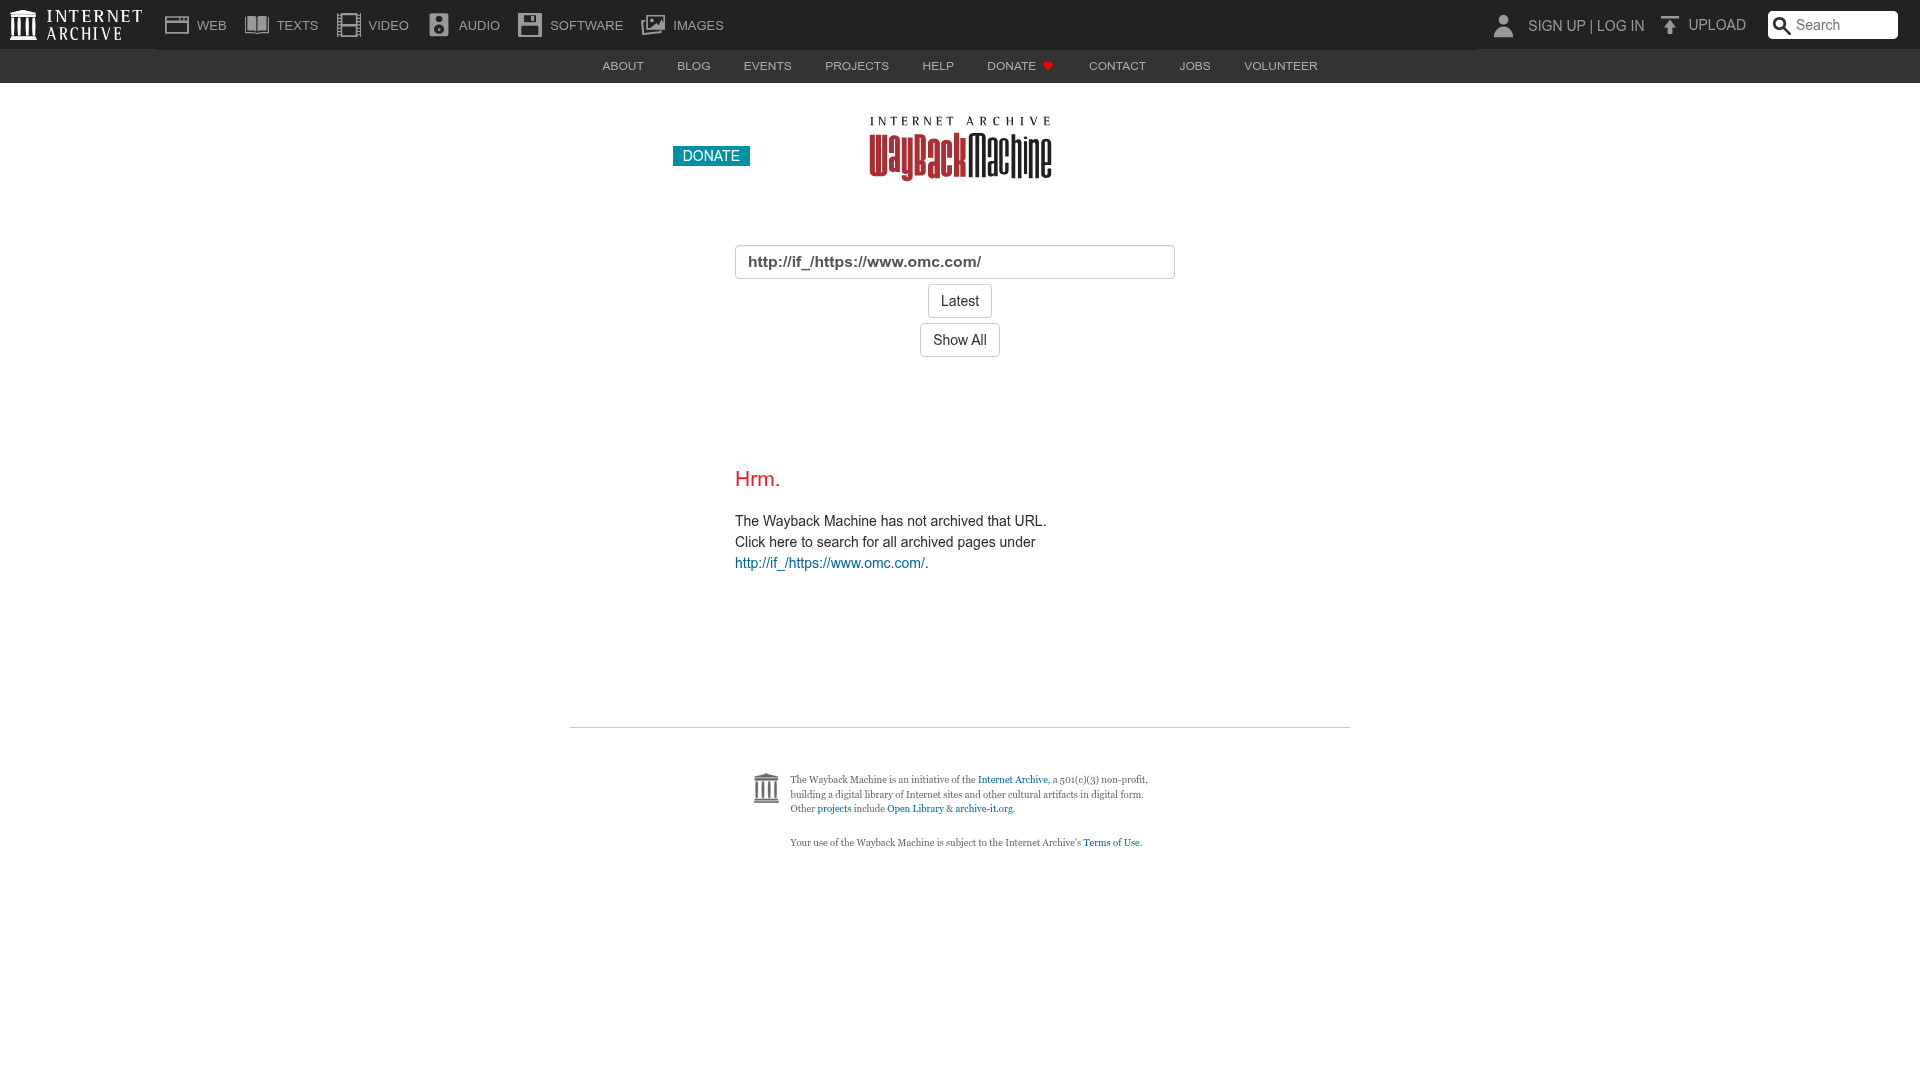 INTERNET ARCHIVE
WEB TEXTS VIDEO AUDIO SOFTWARE IMAGES
SIGN UP | LOG IN UPLOAD Search
ABOUT BLOG EVENTS PROJECTS HELP DONATE CONTACT JOBS VOLUNTEER
INTERNET ARCHIVE
WayBackMachine
DONATE
http://if_/https://www.omc.com/
Latest
Show All
Hrm.
The Wayback Machine has not archived that URL.
Click here to search for all archived pages under
http://if_/https://www.omc.com/.
The Wayback Machine is an initiative of the Internet Archive, a 501(c)(3) non-profit,
building a digital library of Internet sites and other cultural artifacts in digital form.
Other projects include Open Library & archive-it.org.
Your use of the Wayback Machine is subject to the Internet Archive's Terms of Use.